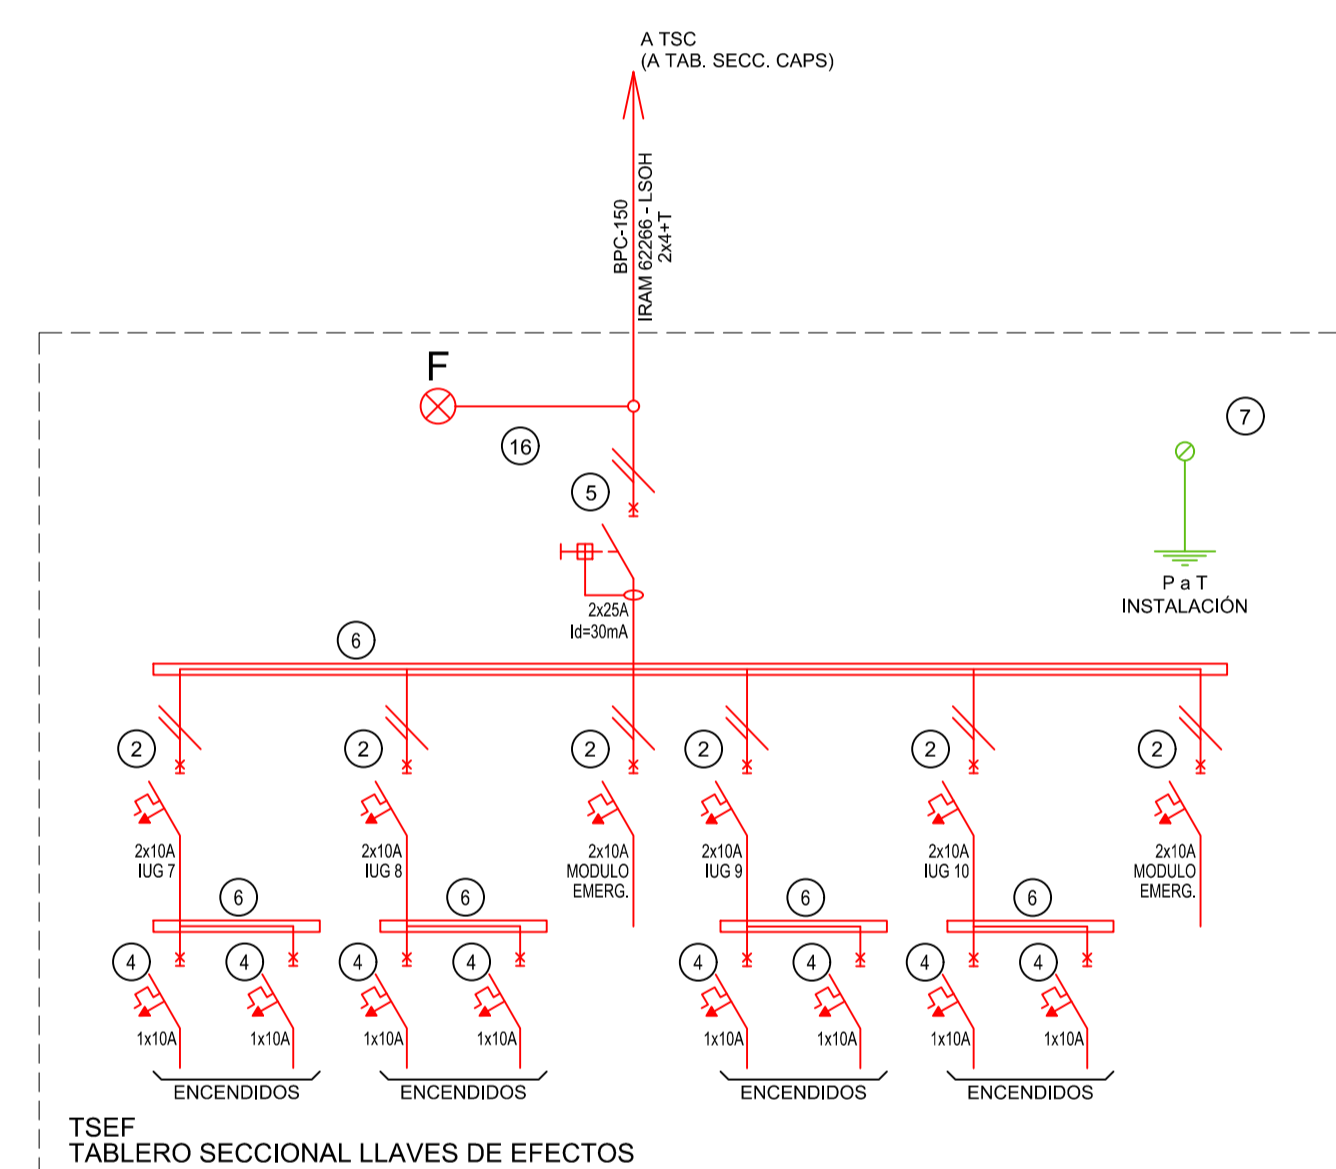 A TSC
(A TAB. SECC. CAPS)
BPC-150
IRAM 62266 - LSOH
2x4+T
F
16
7
5
2x25A
Id=30mA
P a T
INSTALACIÓN
6
2
2
2
2
2
2
2x10A
IUG 7
2x10A
IUG 8
2x10A
MODULO
EMERG.
2x10A
IUG 9
2x10A
IUG 10
2x10A
MODULO
EMERG.
6
6
6
6
4
4
4
4
4
4
4
4
1x10A
1x10A
1x10A
1x10A
1x10A
1x10A
1x10A
1x10A
ENCENDIDOS
ENCENDIDOS
ENCENDIDOS
ENCENDIDOS
TSEF
TABLERO SECCIONAL LLAVES DE EFECTOS